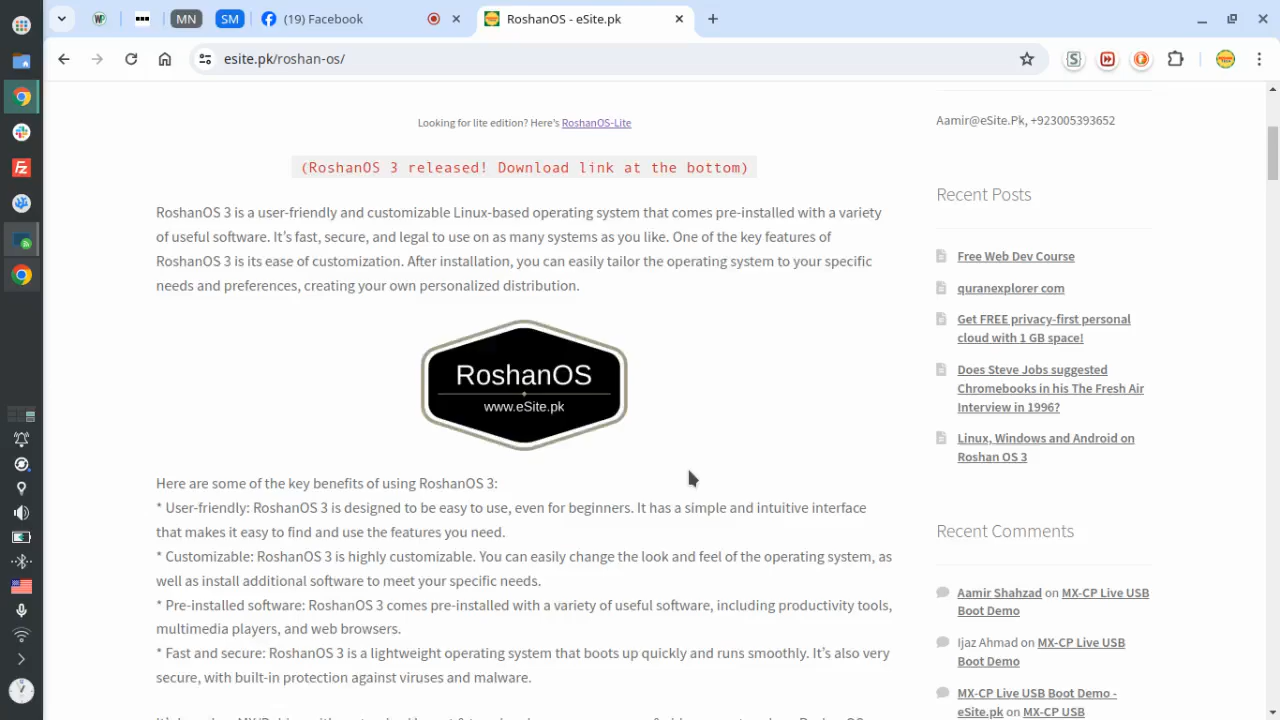 MN
SM
(19) Facebook
RoshanOS - eSite.pk
esite.pk/roshan-os/
Looking for lite edition? Here's RoshanOS-Lite
(RoshanOS 3 released! Download link at the bottom)
RoshanOS 3 is a user-friendly and customizable Linux-based operating system that comes pre-installed with a variety
of useful software. It’s fast, secure, and legal to use on as many systems as you like. One of the key features of
RoshanOS 3 is its ease of customization. After installation, you can easily tailor the operating system to your specific
needs and preferences, creating your own personalized distribution.
RoshanOS
www.eSite.pk
Here are some of the key benefits of using RoshanOS 3:
* User-friendly: RoshanOS 3 is designed to be easy to use, even for beginners. It has a simple and intuitive interface
that makes it easy to find and use the features you need.
* Customizable: RoshanOS 3 is highly customizable. You can easily change the look and feel of the operating system, as
well as install additional software to meet your specific needs.
* Pre-installed software: RoshanOS 3 comes pre-installed with a variety of useful software, including productivity tools,
multimedia players, and web browsers.
* Fast and secure: RoshanOS 3 is a lightweight operating system that boots up quickly and runs smoothly. It’s also very
secure, with built-in protection against viruses and malware.
Aamir@eSite.Pk, +923005393652
Recent Posts
Free Web Dev Course
quranexplorer com
Get FREE privacy-first personal
cloud with 1 GB space!
Does Steve Jobs suggested
Chromebooks in his The Fresh Air
Interview in 1996?
Linux, Windows and Android on
Roshan OS 3
Recent Comments
Aamir Shahzad on MX-CP Live USB
Boot Demo
Ijaz Ahmad on MX-CP Live USB
Boot Demo
MX-CP Live USB Boot Demo -
eSite.pk on MX-CP USB